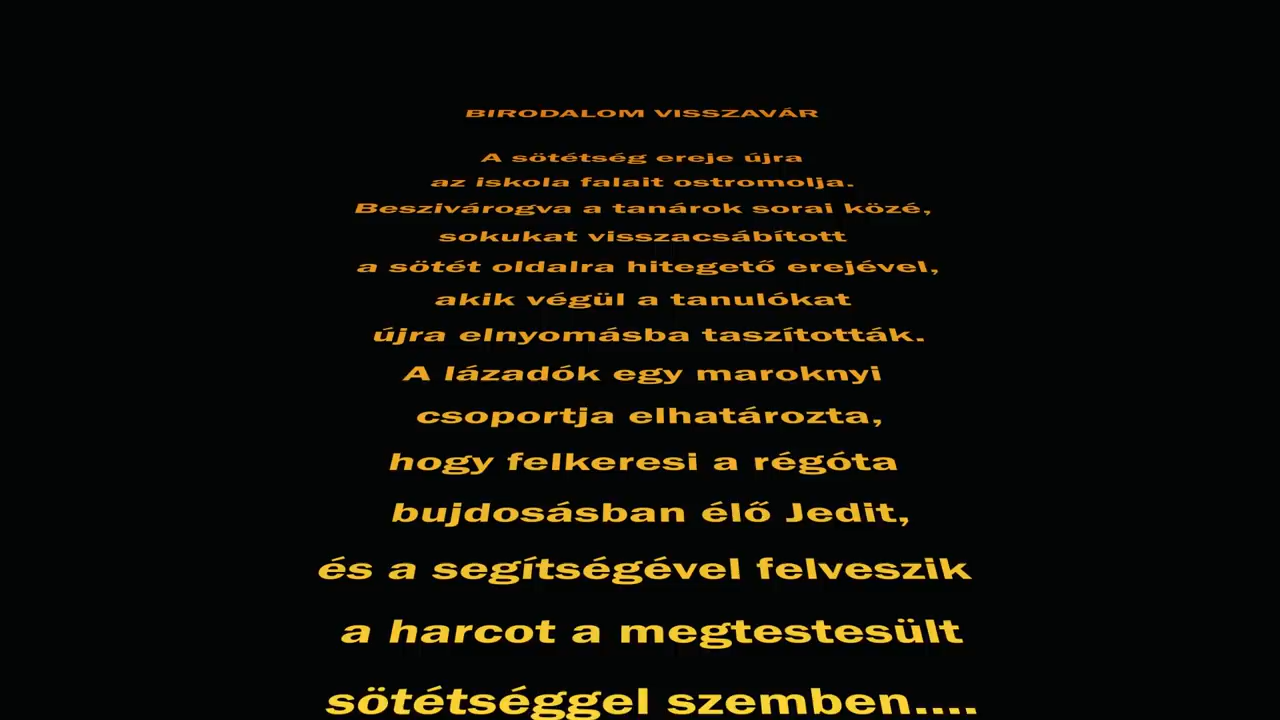 BIRODALOM VISSZAVÁR
A sötétség ereje újra
az iskola falait ostromolja.
Beszivárogva a tanárok sorai közé,
sokukat visszacsábított
a sötét oldalra hitegető erejével,
akik végül a tanulókat
újra elnyomásba taszították.
A lázadók egy maroknyi
csoportja elhatározta,
hogy felkeresi a régóta
bujdosásban élő Jedit,
és a segítségével felveszik
a harcot a megtestesült
sötétséggel szemben....